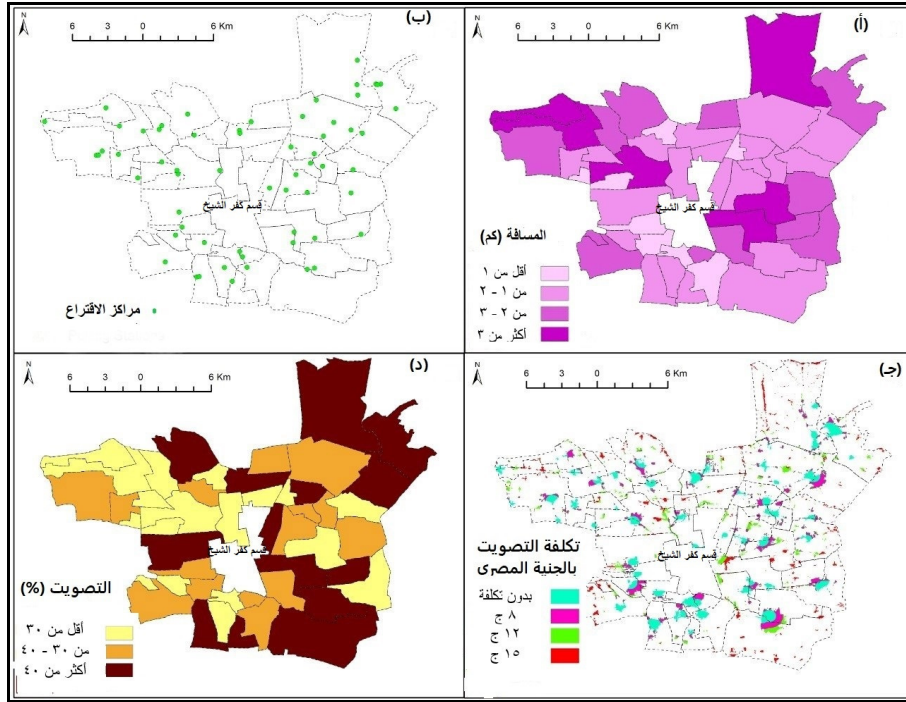 (أ)
N
6 3 0 6 Km
قسم كفر الشيخ
المسافة (كم)
أقل من ١
من ١ - ٢
من ٢ - ٣
أكثر من ٣
(ب)
N
6 3 0 6 Km
قسم كفر الشيخ
مراكز الاقتراع
(جـ)
N
6 3 0 6 Km
قسم كفر الشيخ
تكلفة التصويت
بالجنية المصرى
بدون تكلفة
٨ ج
١٢ ج
١٥ ج
(د)
N
6 3 0 6 Km
قسم كفر الشيخ
التصويت (%)
أقل من ٣٠
من ٣٠ - ٤٠
أكثر من ٤٠